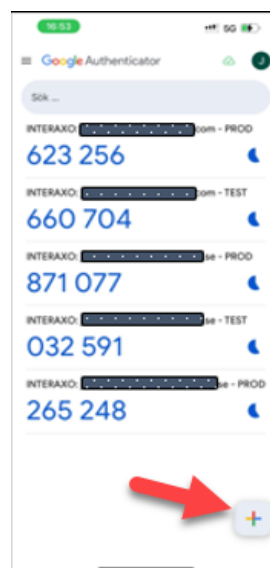 16:53
5G
Google Authenticator
J
Sök ...
INTERAXO: com - PROD
623 256
INTERAXO: com - TEST
660 704
INTERAXO: se - PROD
871 077
INTERAXO: se - TEST
032 591
INTERAXO: se - PROD
265 248